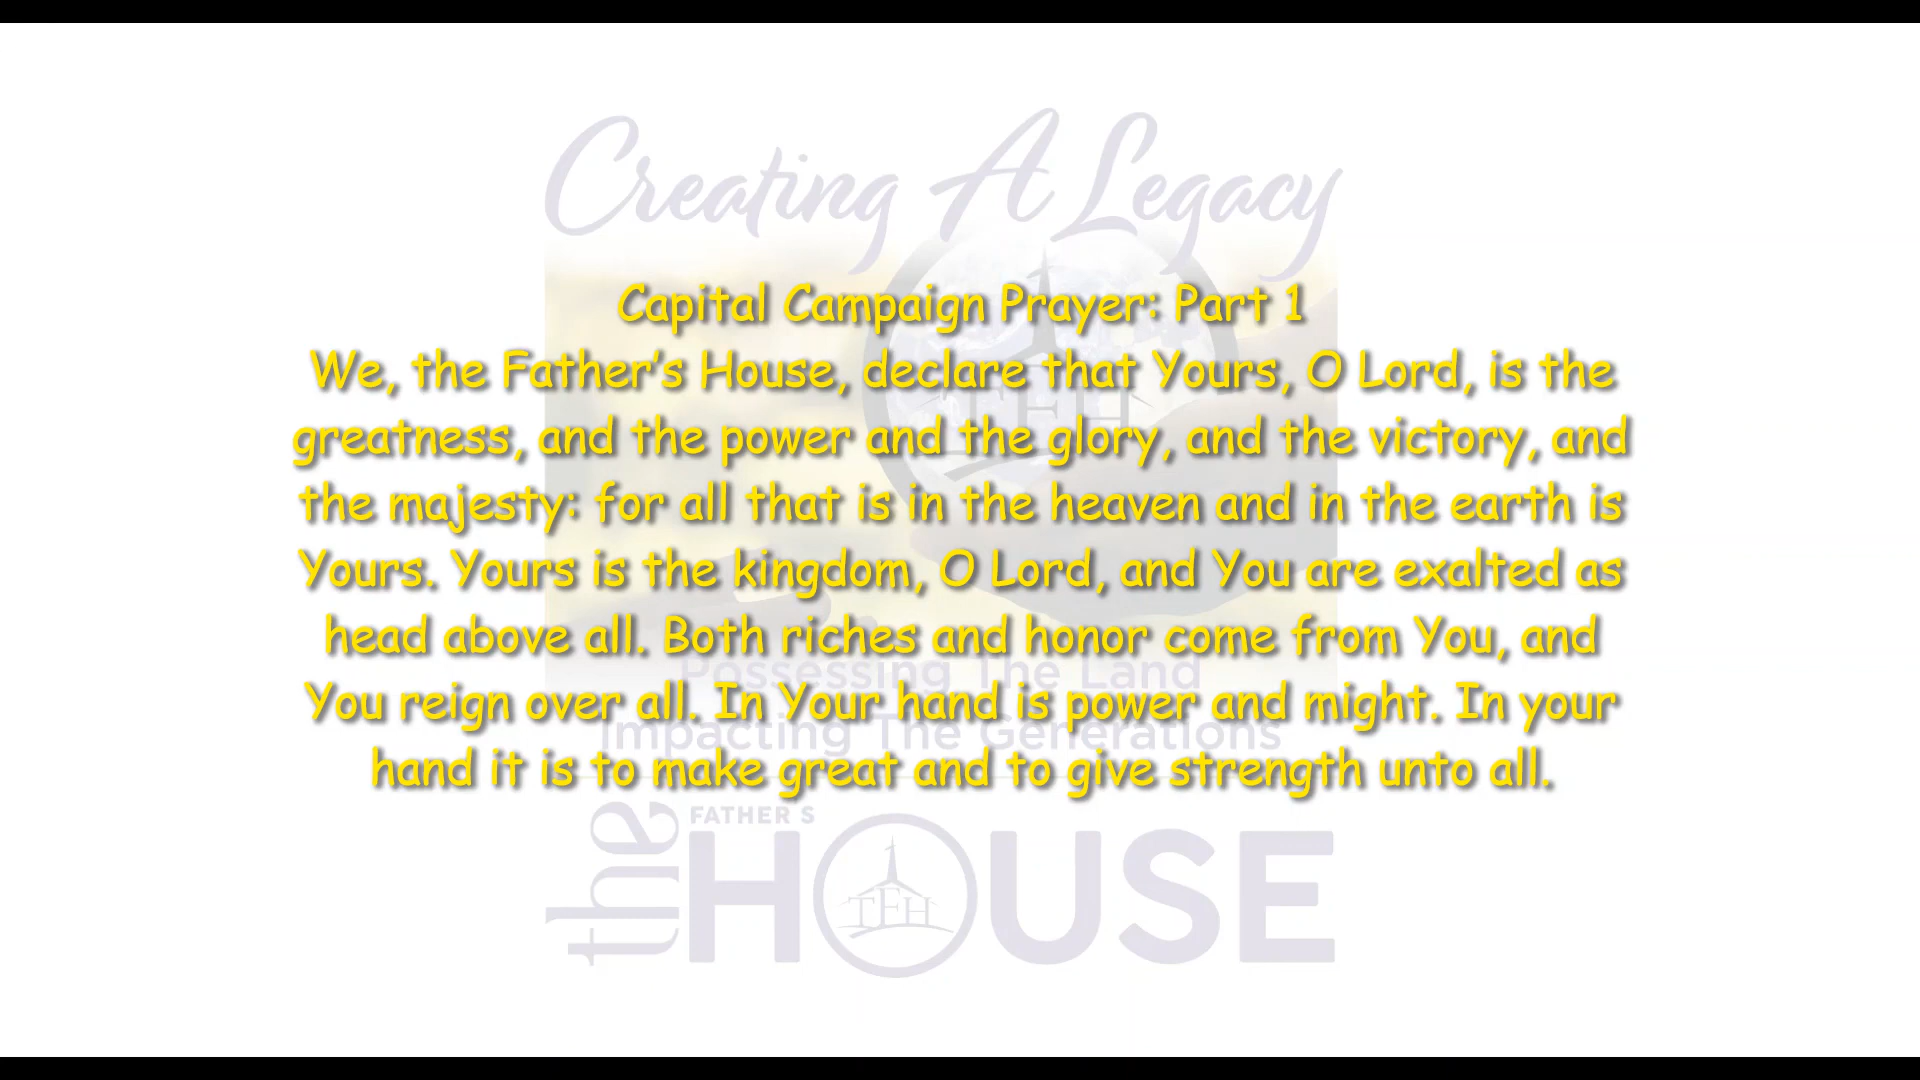 Creating A Legacy
Capital Campaign Prayer: Part 1
We, the Father’s House, declare that Yours, O Lord, is the
greatness, and the power and the glory, and the victory, and
the majesty: for all that is in the heaven and in the earth is
Yours. Yours is the kingdom, O Lord, and You are exalted as
head above all. Both riches and honor come from You, and
You reign over all. In Your hand is power and might. In your
hand it is to make great and to give strength unto all.
TFH
Possessing The Land
Impacting The Generations
the
FATHER S
HOUSE
TFH